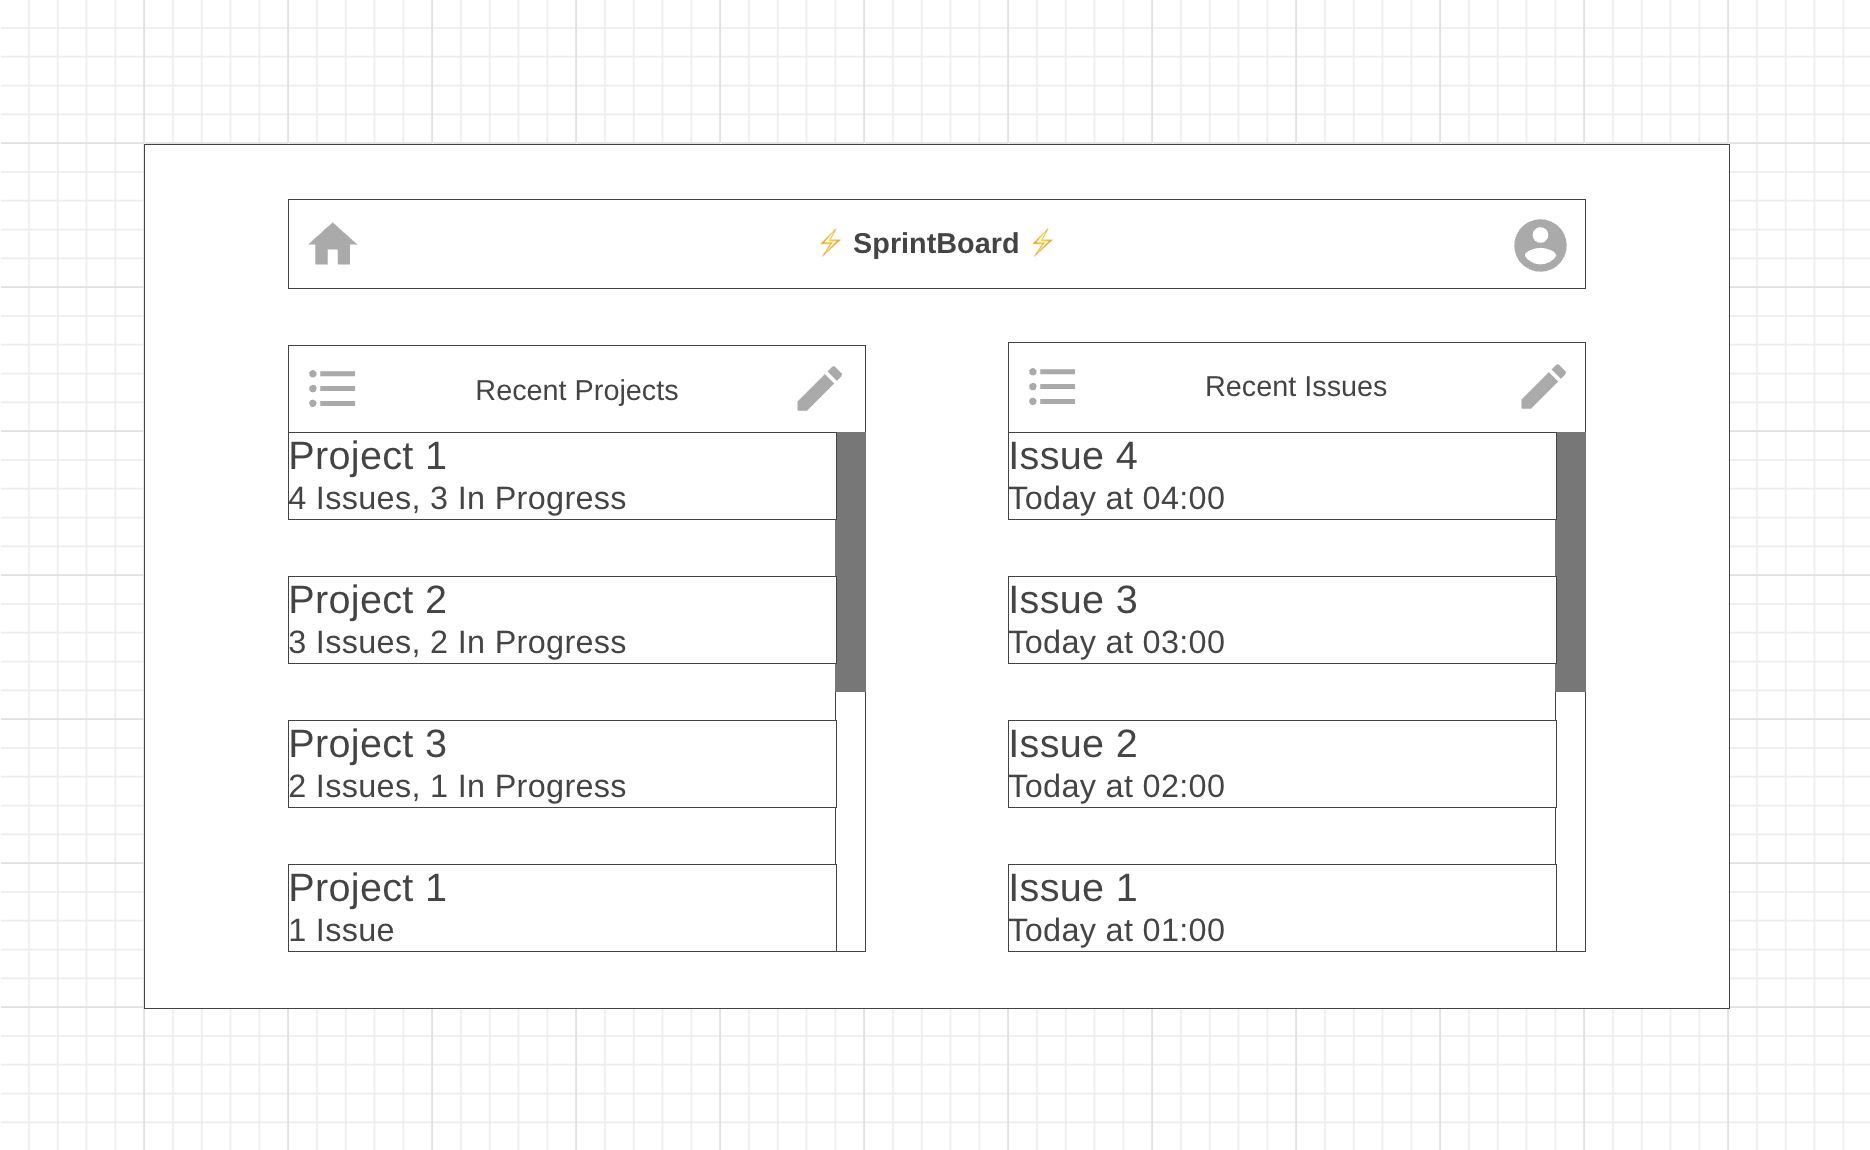 ⚡ SprintBoard ⚡
Recent Projects
Project 1
4 Issues, 3 In Progress
Project 2
3 Issues, 2 In Progress
Project 3
2 Issues, 1 In Progress
Project 1
1 Issue
Recent Issues
Issue 4
Today at 04:00
Issue 3
Today at 03:00
Issue 2
Today at 02:00
Issue 1
Today at 01:00